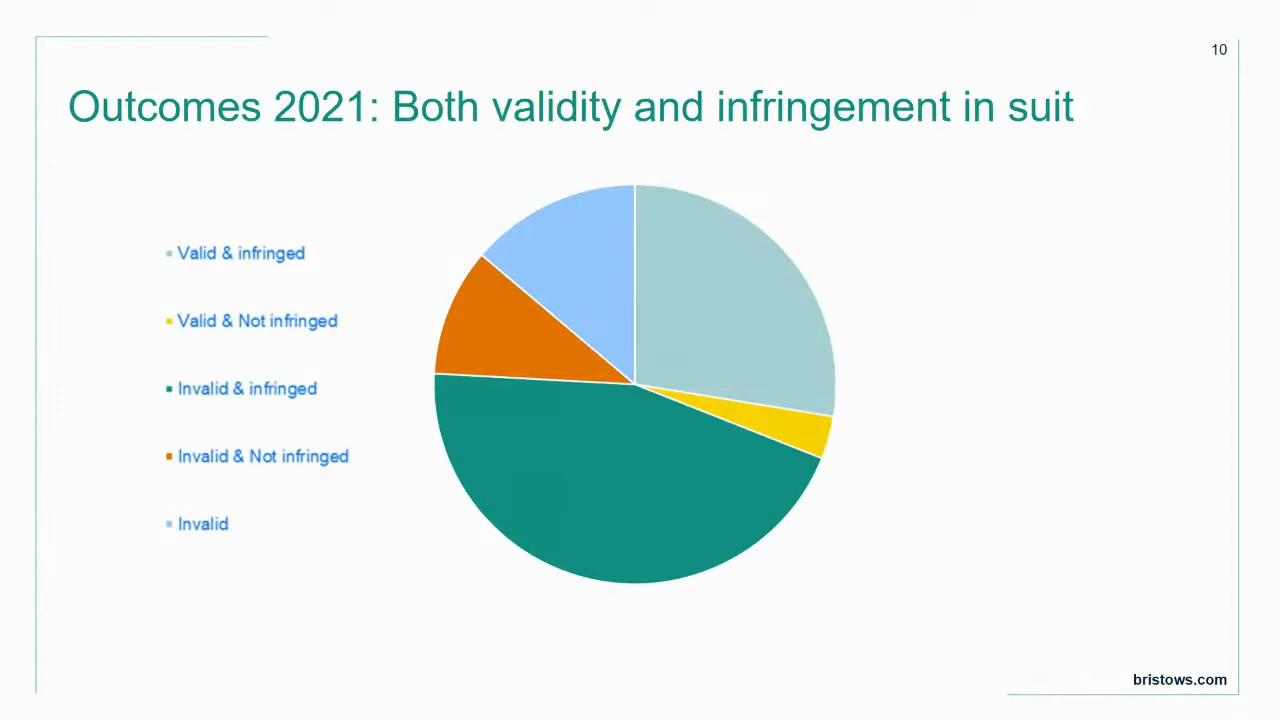 10
Outcomes 2021: Both validity and infringement in suit
Valid & infringed
Valid & Not infringed
Invalid & infringed
Invalid & Not infringed
Invalid
bristows.com